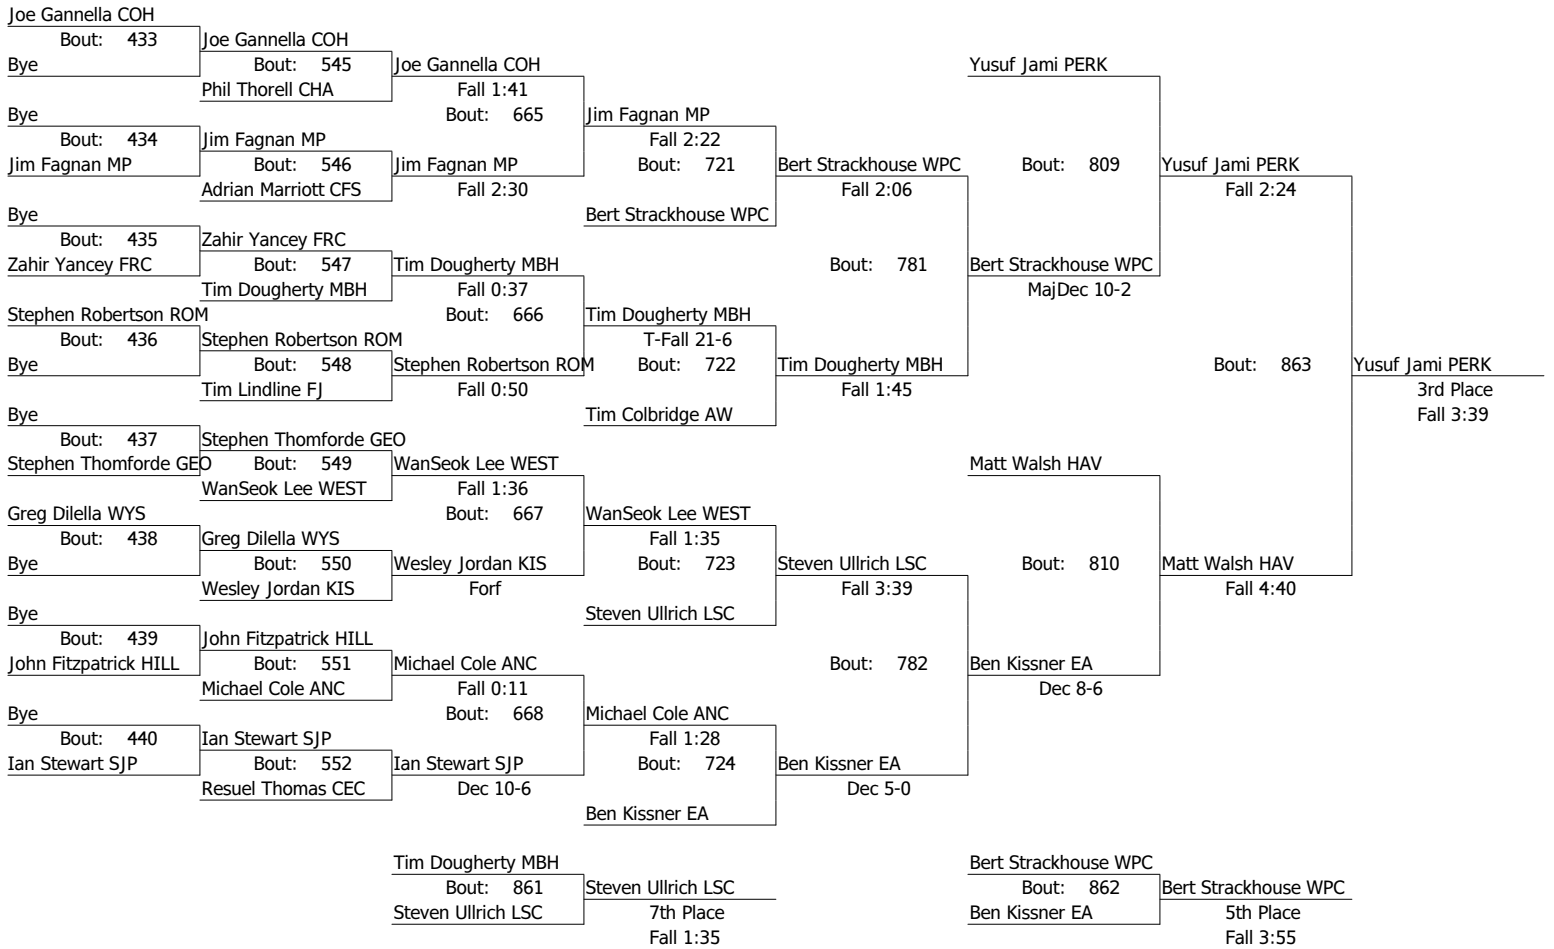 Joe Gannella COH
Bout: 433
Bye
Bye
Bout: 434
Jim Fagnan MP
Bye
Bout: 435
Zahir Yancey FRC
Stephen Robertson ROM
Bout: 436
Bye
Bye
Bout: 437
Stephen Thomforde GEO
Greg Dilella WYS
Bout: 438
Bye
Bye
Bout: 439
John Fitzpatrick HILL
Bye
Bout: 440
Ian Stewart SJP
Joe Gannella COH
Bout: 545
Phil Thorell CHA
Jim Fagnan MP
Bout: 546
Adrian Marriott CFS
Zahir Yancey FRC
Bout: 547
Tim Dougherty MBH
Stephen Robertson ROM
Bout: 548
Tim Lindline FJ
Stephen Thomforde GEO
Bout: 549
WanSeok Lee WEST
Greg Dilella WYS
Bout: 550
Wesley Jordan KIS
John Fitzpatrick HILL
Bout: 551
Michael Cole ANC
Ian Stewart SJP
Bout: 552
Resuel Thomas CEC
Joe Gannella COH
Fall 1:41
Bout: 665
Jim Fagnan MP
Fall 2:30
Tim Dougherty MBH
Fall 0:37
Bout: 666
Stephen Robertson ROM
Fall 0:50
WanSeok Lee WEST
Fall 1:36
Bout: 667
Wesley Jordan KIS
Forf
Michael Cole ANC
Fall 0:11
Bout: 668
Ian Stewart SJP
Dec 10-6
Jim Fagnan MP
Fall 2:22
Bout: 721
Bert Strackhouse WPC
Tim Dougherty MBH
T-Fall 21-6
Bout: 722
Tim Colbridge AW
WanSeok Lee WEST
Fall 1:35
Bout: 723
Steven Ullrich LSC
Michael Cole ANC
Fall 1:28
Bout: 724
Ben Kissner EA
Bert Strackhouse WPC
Fall 2:06
Bout: 781
Tim Dougherty MBH
Fall 1:45
Steven Ullrich LSC
Fall 3:39
Bout: 782
Ben Kissner EA
Dec 5-0
Yusuf Jami PERK
Bout: 809
Bert Strackhouse WPC
MajDec 10-2
Matt Walsh HAV
Bout: 810
Ben Kissner EA
Dec 8-6
Yusuf Jami PERK
Fall 2:24
Bout: 863
Matt Walsh HAV
Fall 4:40
Yusuf Jami PERK
3rd Place
Fall 3:39
Tim Dougherty MBH
Bout: 861
Steven Ullrich LSC
Steven Ullrich LSC
7th Place
Fall 1:35
Bert Strackhouse WPC
Bout: 862
Ben Kissner EA
Bert Strackhouse WPC
5th Place
Fall 3:55